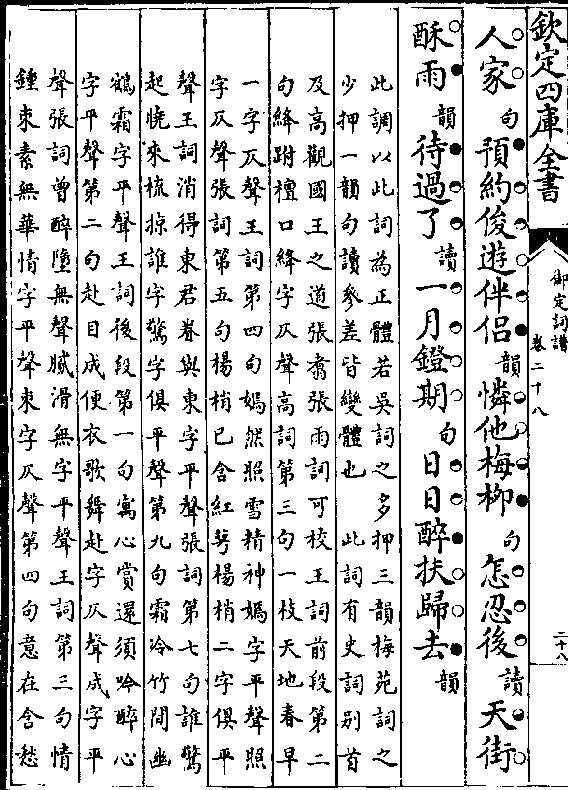 欽定四庫全書
御定詞譜
卷二十八
二十八
人家句預約俊遊伴侶韻憐他梅柳句怎忍後讀天街
酥雨韻待過了讀一月鐙期句日日醉扶歸去韻
此調以此詞為正體若吳詞之多押三韻梅苑詞之
少押一韻句讀參差皆變體也　此詞有史詞别首
及高觀國王之道張翥張雨詞可校王詞前段第二
句絳跗檀口絳字仄聲高詞第三句一枝天地春早
一字仄聲王詞第四句嫣然照雪精神嫣字平聲照
字仄聲張詞第五句楊梢已含紅萼楊梢二字俱平
聲王詞消得東君眷與東字平聲張詞第七句誰驚
起曉來梳掠誰字驚字俱平聲第九句霜冷竹間幽
鶴霜字平聲王詞後段第一句寓心賞還須吟醉心
字平聲第二句赴目成便衣歌舞赴字仄聲成字平
聲張詞曾醉墮無聲膩滑無字平聲王詞第三句情
鍾束素無華情字平聲束字仄聲第四句意在含愁